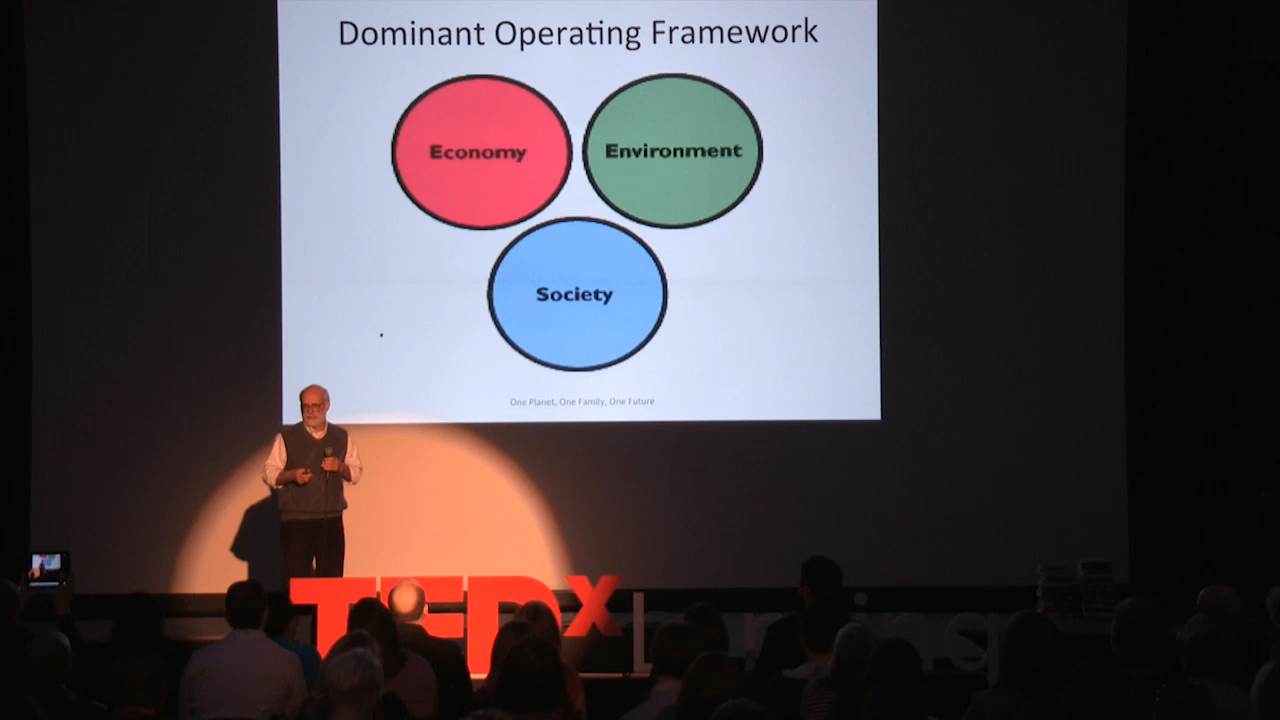 Dominant Operating Framework
Economy
Environment
Society
One Planet, One Family, One Future
TEDx